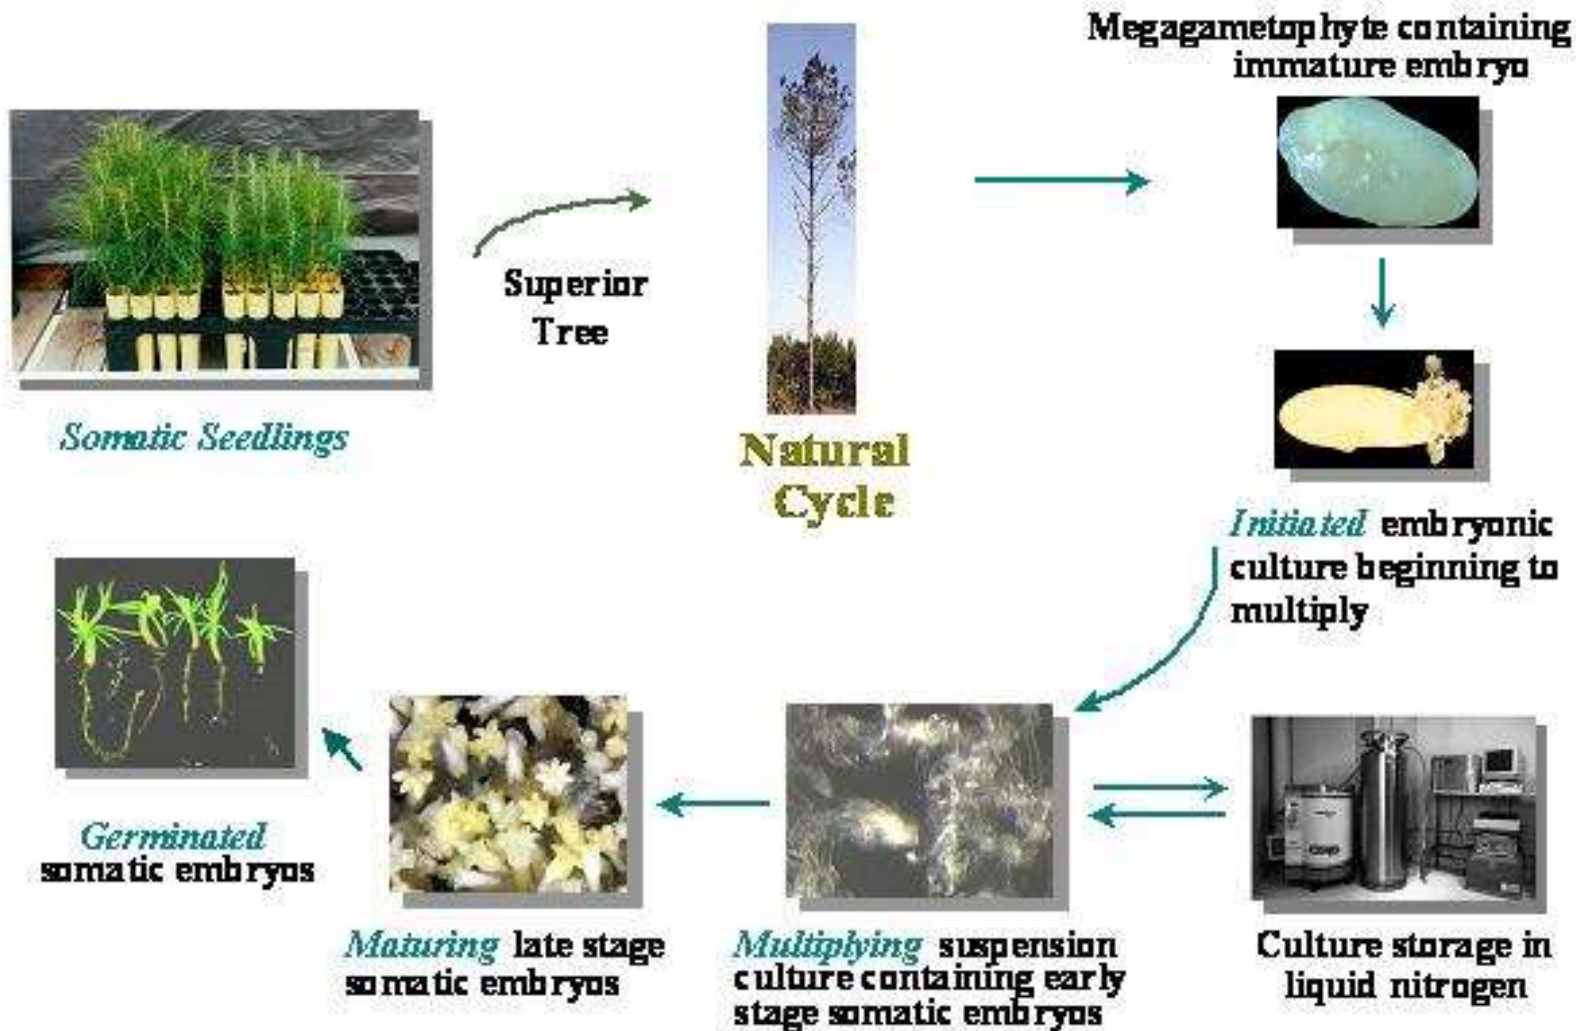 Megagametophyte containing
immature embryo
Superior
Tree
Somatic Seedlings
Natural
Cycle
Initiated embryonic
culture beginning to
multiply
Germinated
somatic embryos
Maturing late stage
somatic embryos
Multiplying suspension
culture containing early
stage somatic embryos
Culture storage in
liquid nitrogen